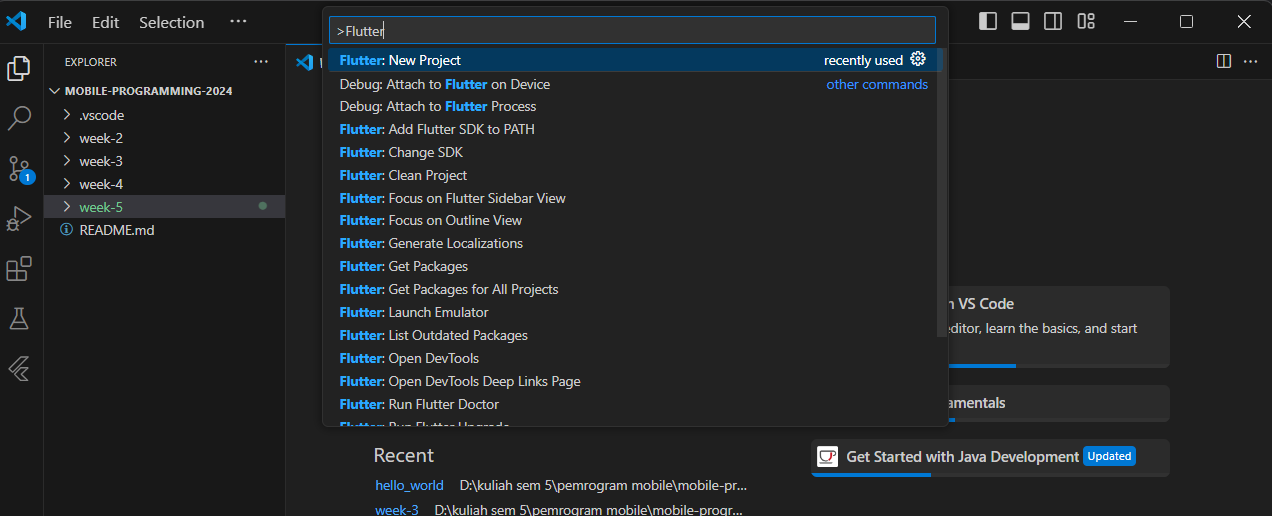 File Edit Selection ···
>Flutter
EXPLORER ···
MOBILE-PROGRAMMING-2024
.vscode
week-2
week-3
week-4
week-5
README.md
1
Flutter: New Project recently used
Debug: Attach to Flutter on Device other commands
Debug: Attach to Flutter Process
Flutter: Add Flutter SDK to PATH
Flutter: Change SDK
Flutter: Clean Project
Flutter: Focus on Flutter Sidebar View
Flutter: Focus on Outline View
Flutter: Generate Localizations
Flutter: Get Packages
Flutter: Get Packages for All Projects
Flutter: Launch Emulator
Flutter: List Outdated Packages
Flutter: Open DevTools
Flutter: Open DevTools Deep Links Page
Flutter: Run Flutter Doctor
Flutter: Run Flutter Upgrade
VS Code
editor, learn the basics, and start
amentals
Get Started with Java Development Updated
Recent
hello_world D:\kuliah sem 5\pemrogram mobile\mobile-pr...
week-3 D:\kuliah sem 5\pemrogram mobile\mobile-progr...